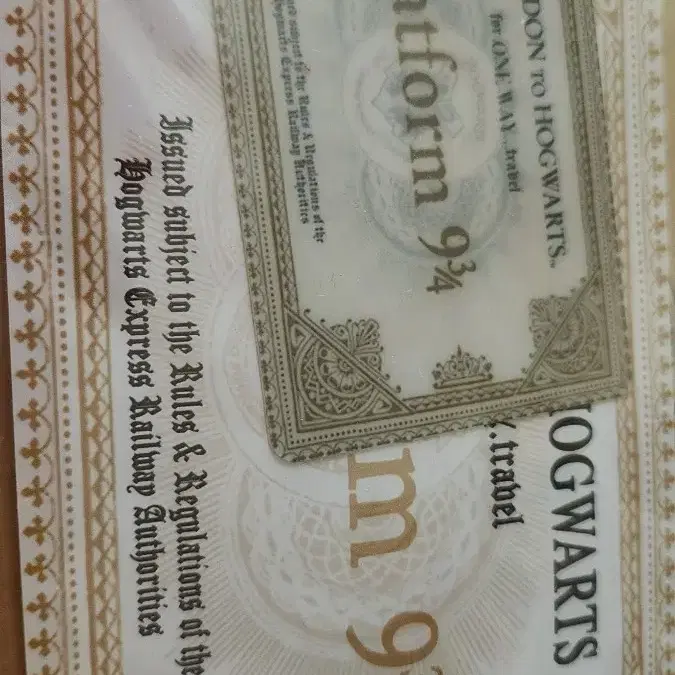 DON TO HOGWARTS
for ONE WAY...travel
atform 9¾
subject to the Rules & Regulations of the
Hogwarts Express Railway Authorities
HOGWARTS
.travel
m 9
Issued subject to the Rules & Regulations of the
Hogwarts Express Railway Authorities